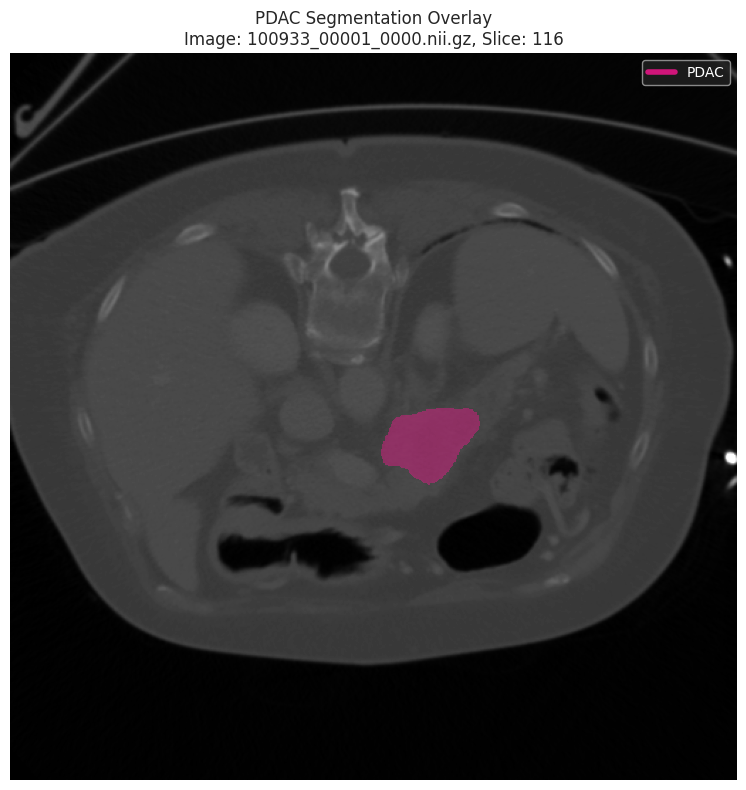 PDAC Segmentation Overlay
Image: 100933_00001_0000.nii.gz, Slice: 116
PDAC